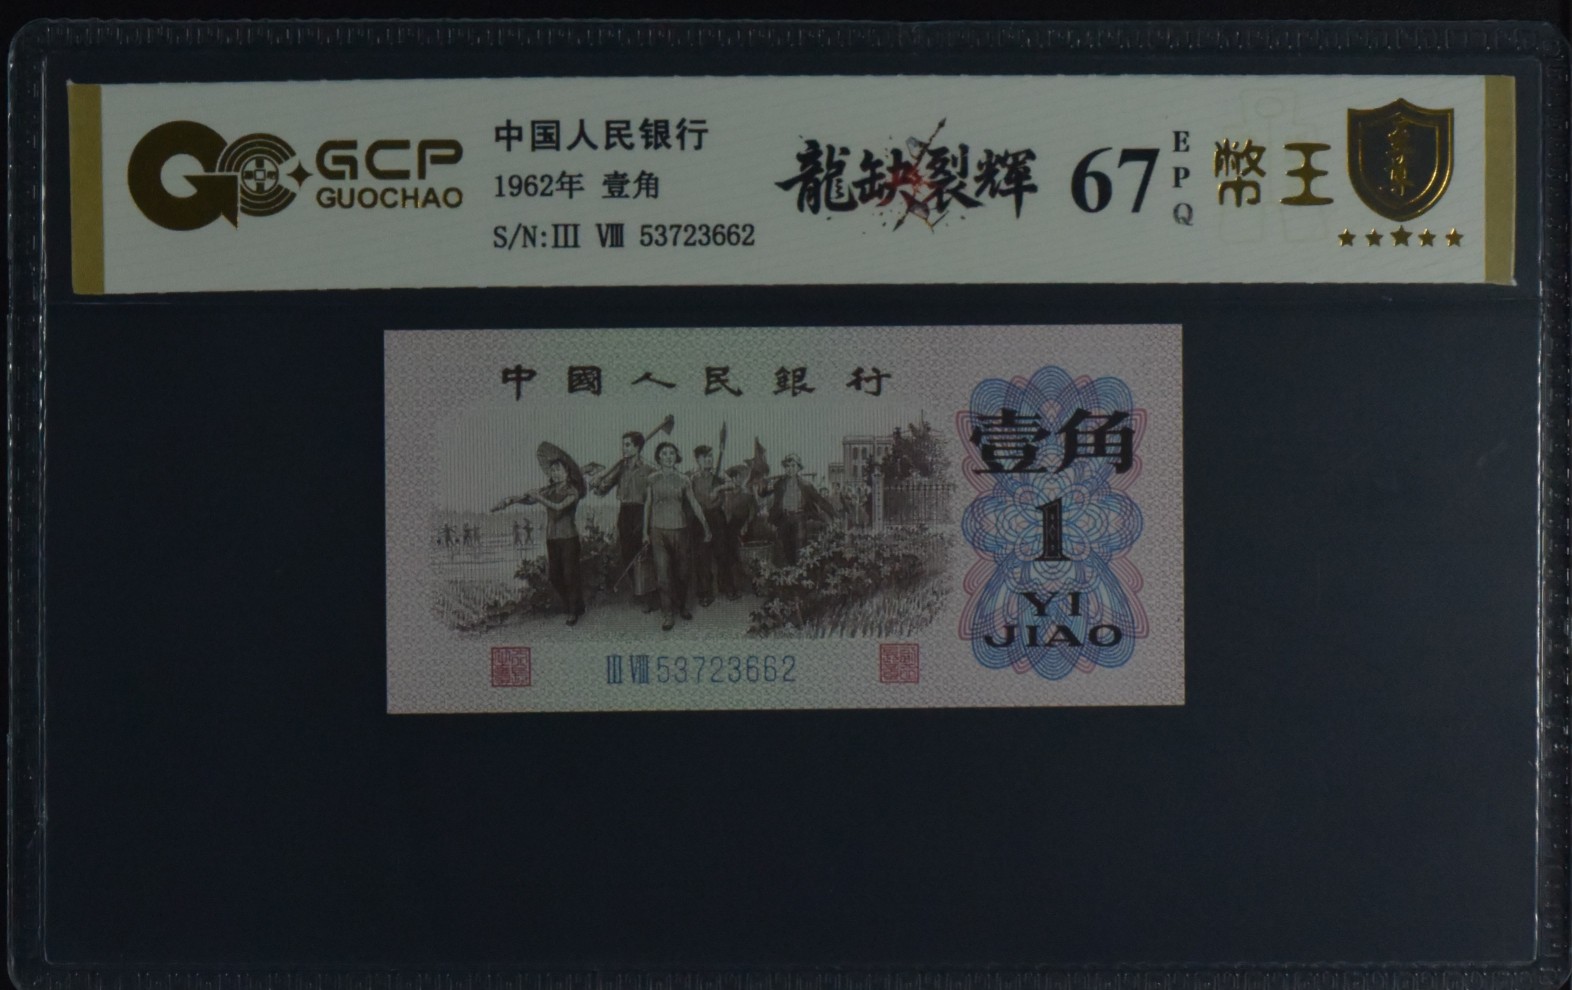 GCP
GUOCHAO
中国人民银行
1962年 壹角
S/N:III VIII 53723662
龍缺裂輝
67
EPQ
幣王
中國人民銀行
壹角
1
YI
JIAO
III VIII 53723662